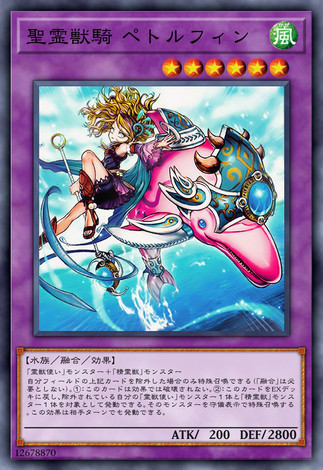 聖霊獣騎 ペトルフィン
風
【水族／融合／効果】
「霊獣使い」モンスター＋「精霊獣」モンスター
自分フィールドの上記カードを除外した場合のみ特殊召喚できる（「融合」は必
要としない）。①：このカードは効果では破壊されない。②：このカードをEXデッ
キに戻し、除外されている自分の「霊獣使い」モンスター１体と「精霊獣」モンスタ
ー１体を対象として発動できる。そのモンスターを守備表示で特殊召喚する
。この効果は相手ターンでも発動できる。
ATK/ 200 DEF/2800
12678870